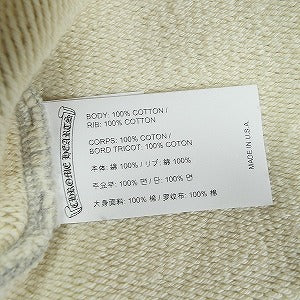 CHROME HEARTS
BODY: 100% COTTON /
RIB: 100% COTTON
CORPS: 100% COTON /
BORD TRICOT: 100% COTON
本体: 綿 100% / リブ: 綿 100%
주요부: 면 100% / 단: 면 100%
大身面料: 100% 棉 / 罗纹布: 100% 棉
MADE IN U.S.A.